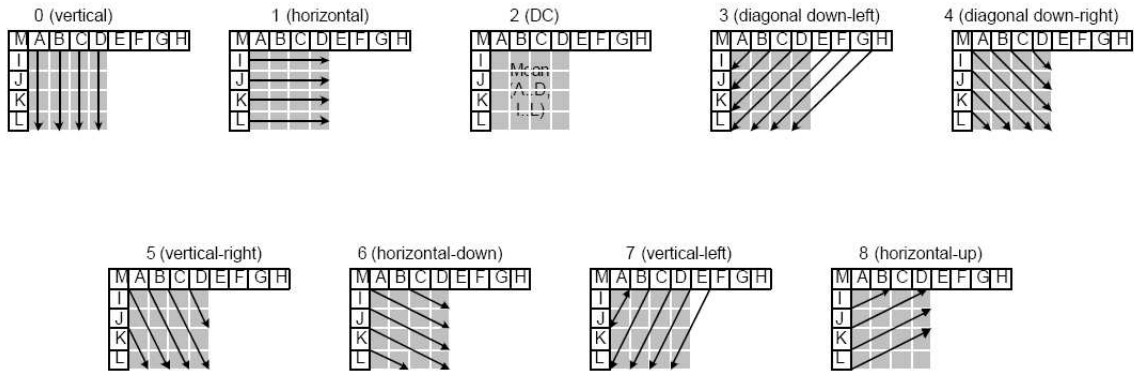 0 (vertical) 1 (horizontal) 2 (DC) 3 (diagonal down-left) 4 (diagonal down-right)
M A B C D E F G H M A B C D E F G H M A B C D E F G H M A B C D E F G H M A B C D E F G H
I I I Mean I I
J J J (A..D, J J
K K K I..L) K K
L L L L L
5 (vertical-right) 6 (horizontal-down) 7 (vertical-left) 8 (horizontal-up)
M A B C D E F G H M A B C D E F G H M A B C D E F G H M A B C D E F G H
I I I I
J J J J
K K K K
L L L L